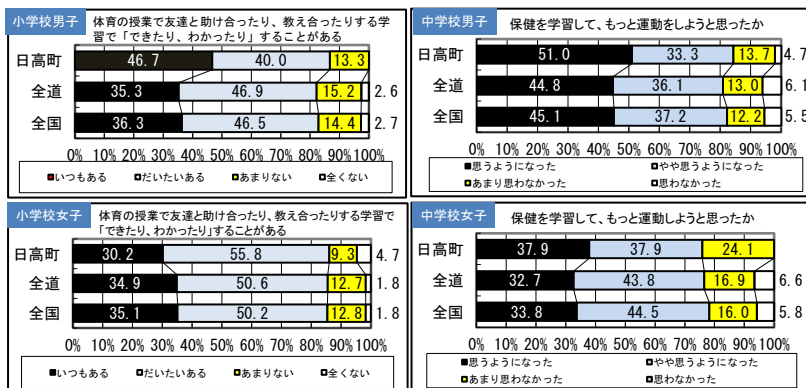 小学校男子
体育の授業で友達と助け合ったり、教え合ったりする学習
で「できたり、わかったり」することがある
日高町 46.7 40.0 13.3
全道 35.3 46.9 15.2 2.6
全国 36.3 46.5 14.4 2.7
0% 10% 20% 30% 40% 50% 60% 70% 80% 90% 100%
■いつもある □だいたいある ■あまりない □全くない
中学校男子
保健を学習して、もっと運動をしようと思ったか
日高町 51.0 33.3 13.7 4.7
全道 44.8 36.1 13.0 6.1
全国 45.1 37.2 12.2 5.5
0% 10% 20% 30% 40% 50% 60% 70% 80% 90% 100%
■思うようになった □やや思うようになった
■あまり思わなかった □思わなかった
小学校女子
体育の授業で友達と助け合ったり、教え合ったりする学習で
「できたり、わかったり」することがある
日高町 30.2 55.8 9.3 4.7
全道 34.9 50.6 12.7 1.8
全国 35.1 50.2 12.8 1.8
0% 10% 20% 30% 40% 50% 60% 70% 80% 90% 100%
■いつもある □だいたいある ■あまりない □全くない
中学校女子
保健を学習して、もっと運動しようと思ったか
日高町 37.9 37.9 24.1
全道 32.7 43.8 16.9 6.6
全国 33.8 44.5 16.0 5.8
0% 10% 20% 30% 40% 50% 60% 70% 80% 90% 100%
■思うようになった □やや思うようになった
■あまり思わなかった □思わなかった